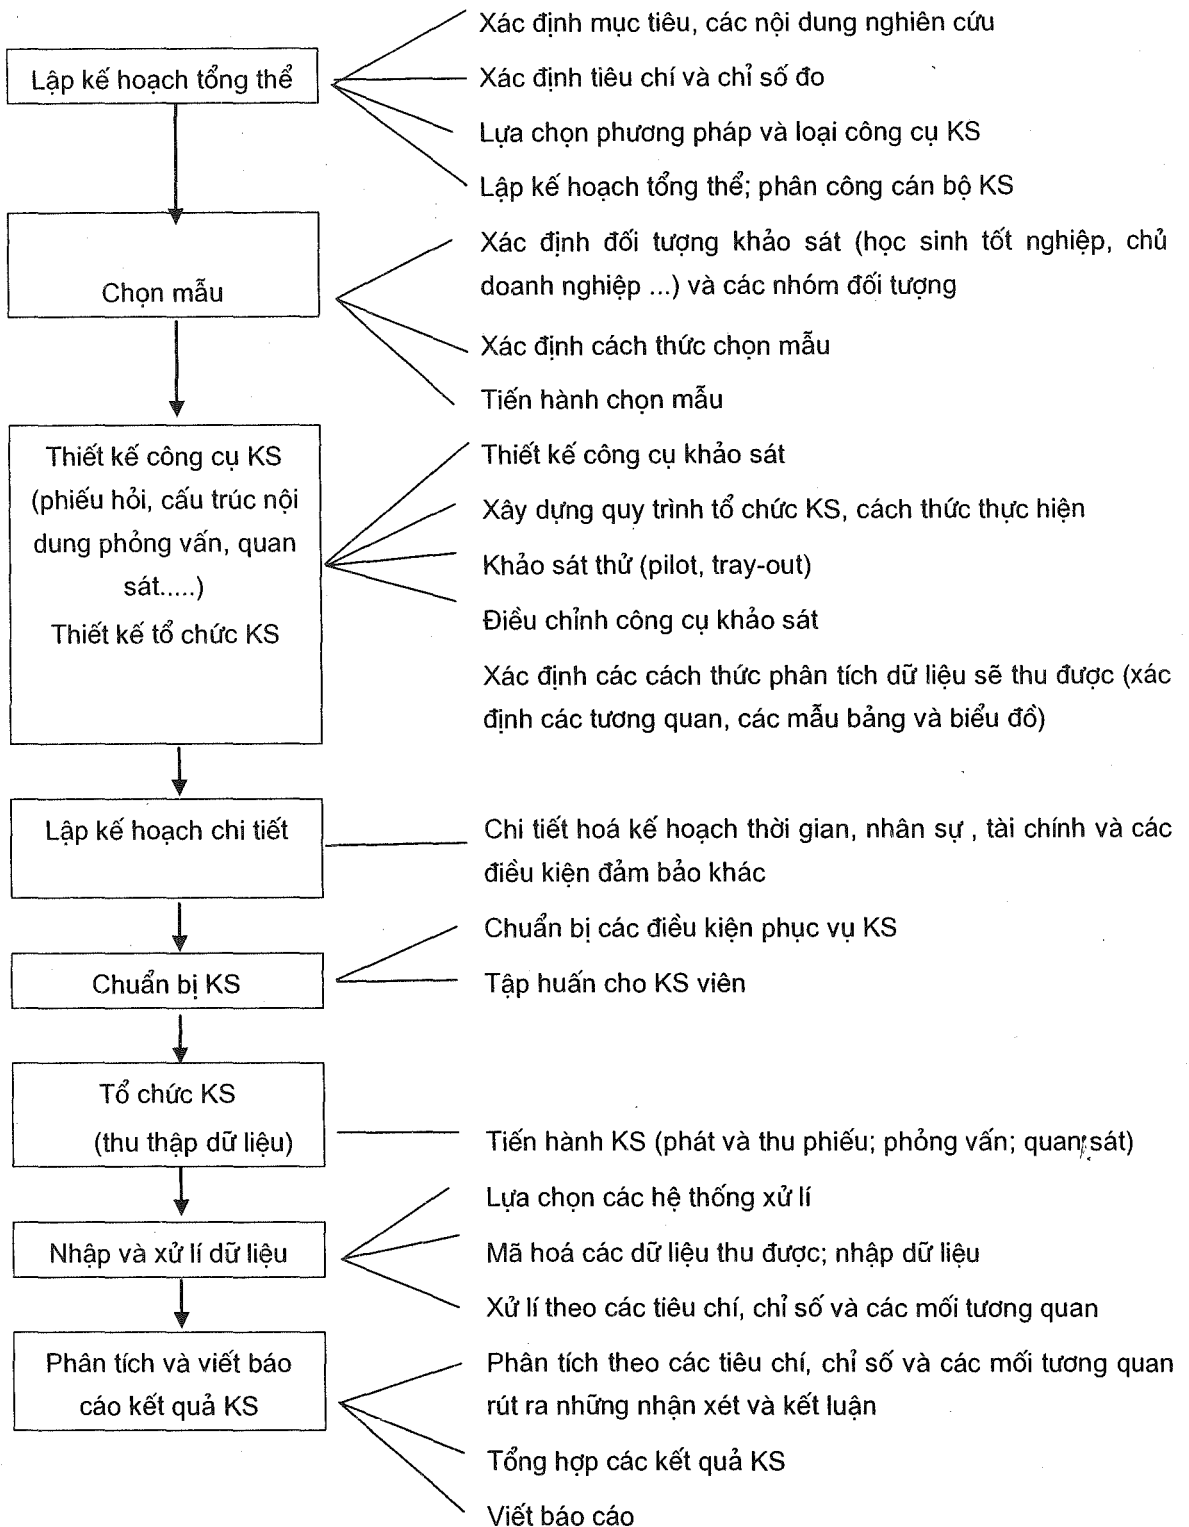 Lập kế hoạch tổng thể
Xác định mục tiêu, các nội dung nghiên cứu
Xác định tiêu chí và chỉ số đo
Lựa chọn phương pháp và loại công cụ KS
Lập kế hoạch tổng thể; phân công cán bộ KS
Chọn mẫu
Xác định đối tượng khảo sát (học sinh tốt nghiệp, chủ
doanh nghiệp ...) và các nhóm đối tượng
Xác định cách thức chọn mẫu
Tiến hành chọn mẫu
Thiết kế công cụ KS
(phiếu hỏi, cấu trúc nội
dung phỏng vấn, quan
sát.....)
Thiết kế tổ chức KS
Thiết kế công cụ khảo sát
Xây dựng quy trình tổ chức KS, cách thức thực hiện
Khảo sát thử (pilot, tray-out)
Điều chỉnh công cụ khảo sát
Xác định các cách thức phân tích dữ liệu sẽ thu được (xác
định các tương quan, các mẫu bảng và biểu đồ)
Lập kế hoạch chi tiết
Chi tiết hoá kế hoạch thời gian, nhân sự , tài chính và các
điều kiện đảm bảo khác
Chuẩn bị KS
Chuẩn bị các điều kiện phục vụ KS
Tập huấn cho KS viên
Tổ chức KS
(thu thập dữ liệu)
Tiến hành KS (phát và thu phiếu; phỏng vấn; quan sát)
Nhập và xử lí dữ liệu
Lựa chọn các hệ thống xử lí
Mã hoá các dữ liệu thu được; nhập dữ liệu
Xử lí theo các tiêu chí, chỉ số và các mối tương quan
Phân tích và viết báo
cáo kết quả KS
Phân tích theo các tiêu chí, chỉ số và các mối tương quan
rút ra những nhận xét và kết luận
Tổng hợp các kết quả KS
Viết báo cáo